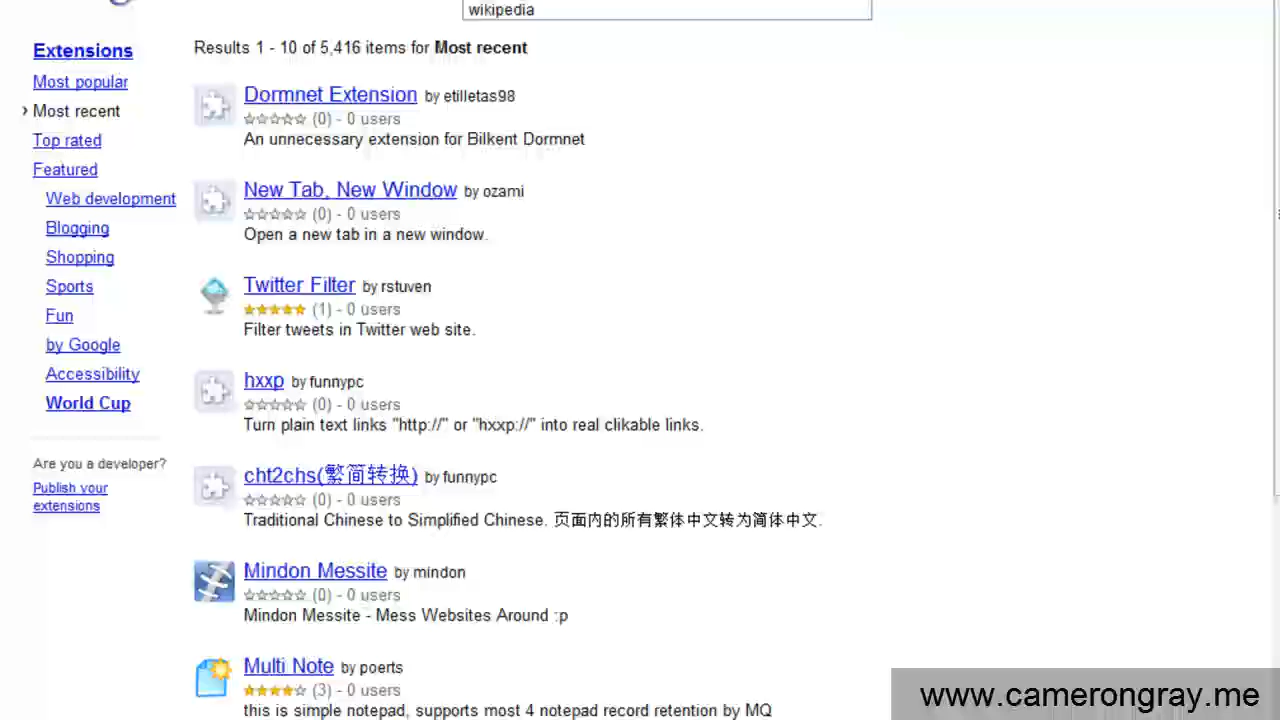 wikipedia
Extensions
Most popular
› Most recent
Top rated
Featured
Web development
Blogging
Shopping
Sports
Fun
by Google
Accessibility
World Cup
Are you a developer?
Publish your
extensions
Results 1 - 10 of 5,416 items for Most recent
Dormnet Extension by etilletas98
(0) - 0 users
An unnecessary extension for Bilkent Dormnet
New Tab, New Window by ozami
(0) - 0 users
Open a new tab in a new window.
Twitter Filter by rstuven
(1) - 0 users
Filter tweets in Twitter web site.
hxxp by funnypc
(0) - 0 users
Turn plain text links "http://" or "hxxp://" into real clikable links.
cht2chs(繁简转换) by funnypc
(0) - 0 users
Traditional Chinese to Simplified Chinese. 页面内的所有繁体中文转为简体中文.
Mindon Messite by mindon
(0) - 0 users
Mindon Messite - Mess Websites Around :p
Multi Note by poerts
(3) - 0 users
this is simple notepad, supports most 4 notepad record retention by MQ
www.camerongray.me